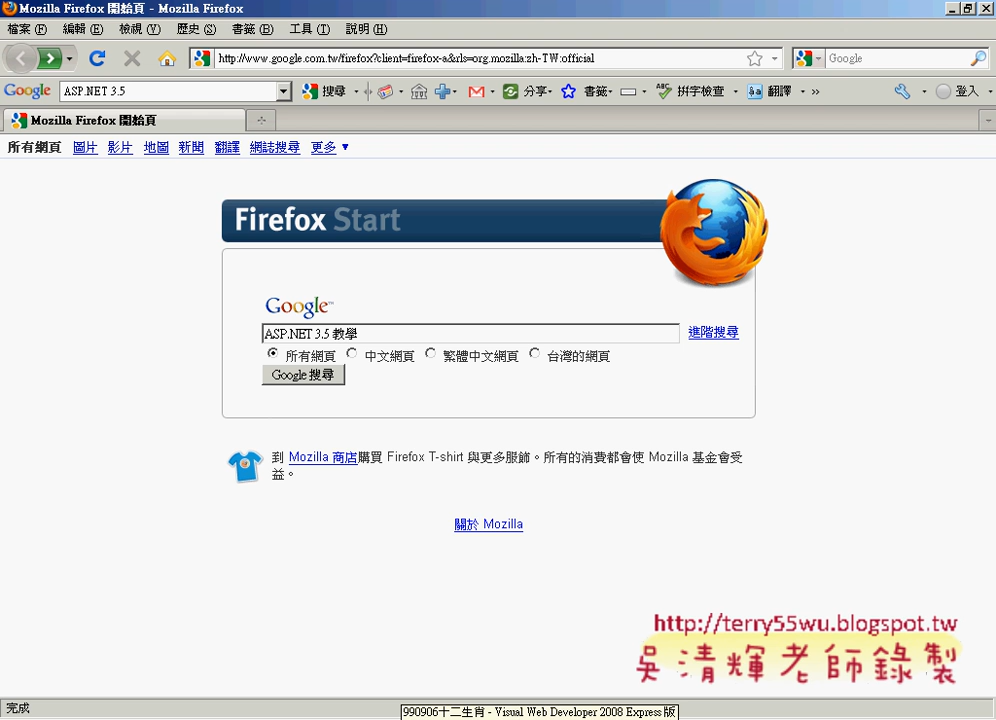 Mozilla Firefox 開始頁 - Mozilla Firefox
檔案(F) 編輯(E) 檢視(V) 歷史(S) 書籤(B) 工具(T) 說明(H)
http://www.google.com.tw/firefox?client=firefox-a&rls=org.mozilla:zh-TW:official Google
Google ASP.NET 3.5 搜尋 分享 書籤 拼字檢查 翻譯 » 登入
Mozilla Firefox 開始頁
所有網頁 圖片 影片 地圖 新聞 翻譯 網誌搜尋 更多 ▼
Firefox Start
Google™
ASP.NET 3.5 教學 進階搜尋
所有網頁 中文網頁 繁體中文網頁 台灣的網頁
Google 搜尋
到 Mozilla 商店購買 Firefox T-shirt 與更多服飾。所有的消費都會使 Mozilla 基金會受
益。
關於 Mozilla
http://terry55wu.blogspot.tw
吳清輝老師錄製
完成
990906十二生肖 - Visual Web Developer 2008 Express 版